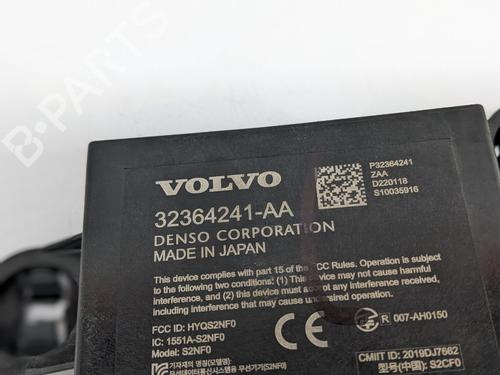 B-PARTS
VOLVO
32364241-AA
DENSO CORPORATION
MADE IN JAPAN
P32364241
ZAA
D220118
S10035916
This device complies with part 15 of the FCC Rules. Operation is subject
to the following two conditions: (1) This device may not cause harmful
interference, and (2) this device must accept any interference
received, including interference that may cause undesired operation.
FCC ID: HYQS2NF0
IC: 1551A-S2NF0
Model: S2NF0
CE
R 007-AH0150
CMIIT ID: 2019DJ7662
型号(中国): S2CF0